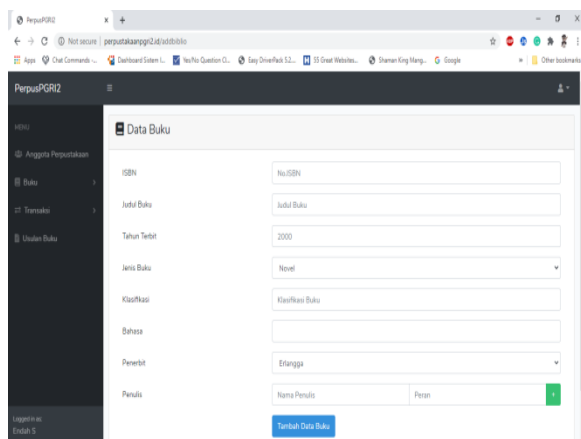 PerpusPGRI2
Not secure | perpustakaanpgri2.id/addbiblio
Apps Chat Commands -... Dashboard Sistem I... Yes/No Question O... Easy DriverPack 5.2... 55 Great Websites... Shaman King Mang... Google » Other bookmarks
PerpusPGRI2
MENU
Anggota Perpustakaan
Buku
Transaksi
Usulan Buku
Logged in as:
Endah S
Data Buku
ISBN No.ISBN
Judul Buku Judul Buku
Tahun Terbit 2000
Jenis Buku Novel
Klasifikasi Klasifikasi Buku
Bahasa
Penerbit Erlangga
Penulis Nama Penulis Peran
Tambah Data Buku